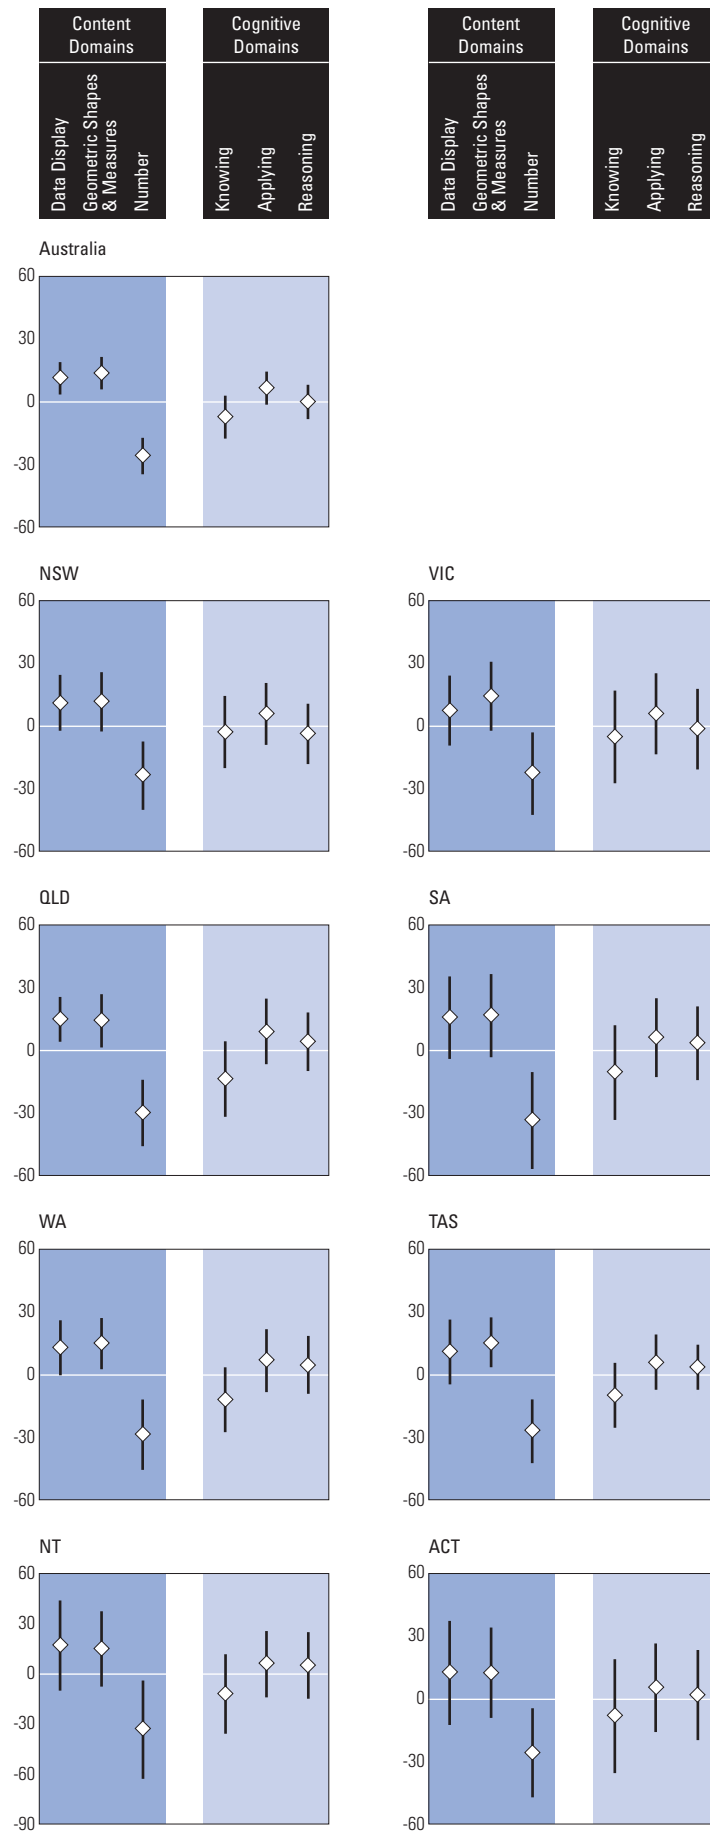 Content
Domains
Cognitive
Domains
Content
Domains
Cognitive
Domains
Data Display
Geometric Shapes
& Measures
Number
Knowing
Applying
Reasoning
Data Display
Geometric Shapes
& Measures
Number
Knowing
Applying
Reasoning
Australia
60
30
0
-30
-60
NSW
60
30
0
-30
-60
VIC
60
30
0
-30
-60
QLD
60
30
0
-30
-60
SA
60
30
0
-30
-60
WA
60
30
0
-30
-60
TAS
60
30
0
-30
-60
NT
60
30
0
-30
-60
-90
ACT
60
30
0
-30
-60